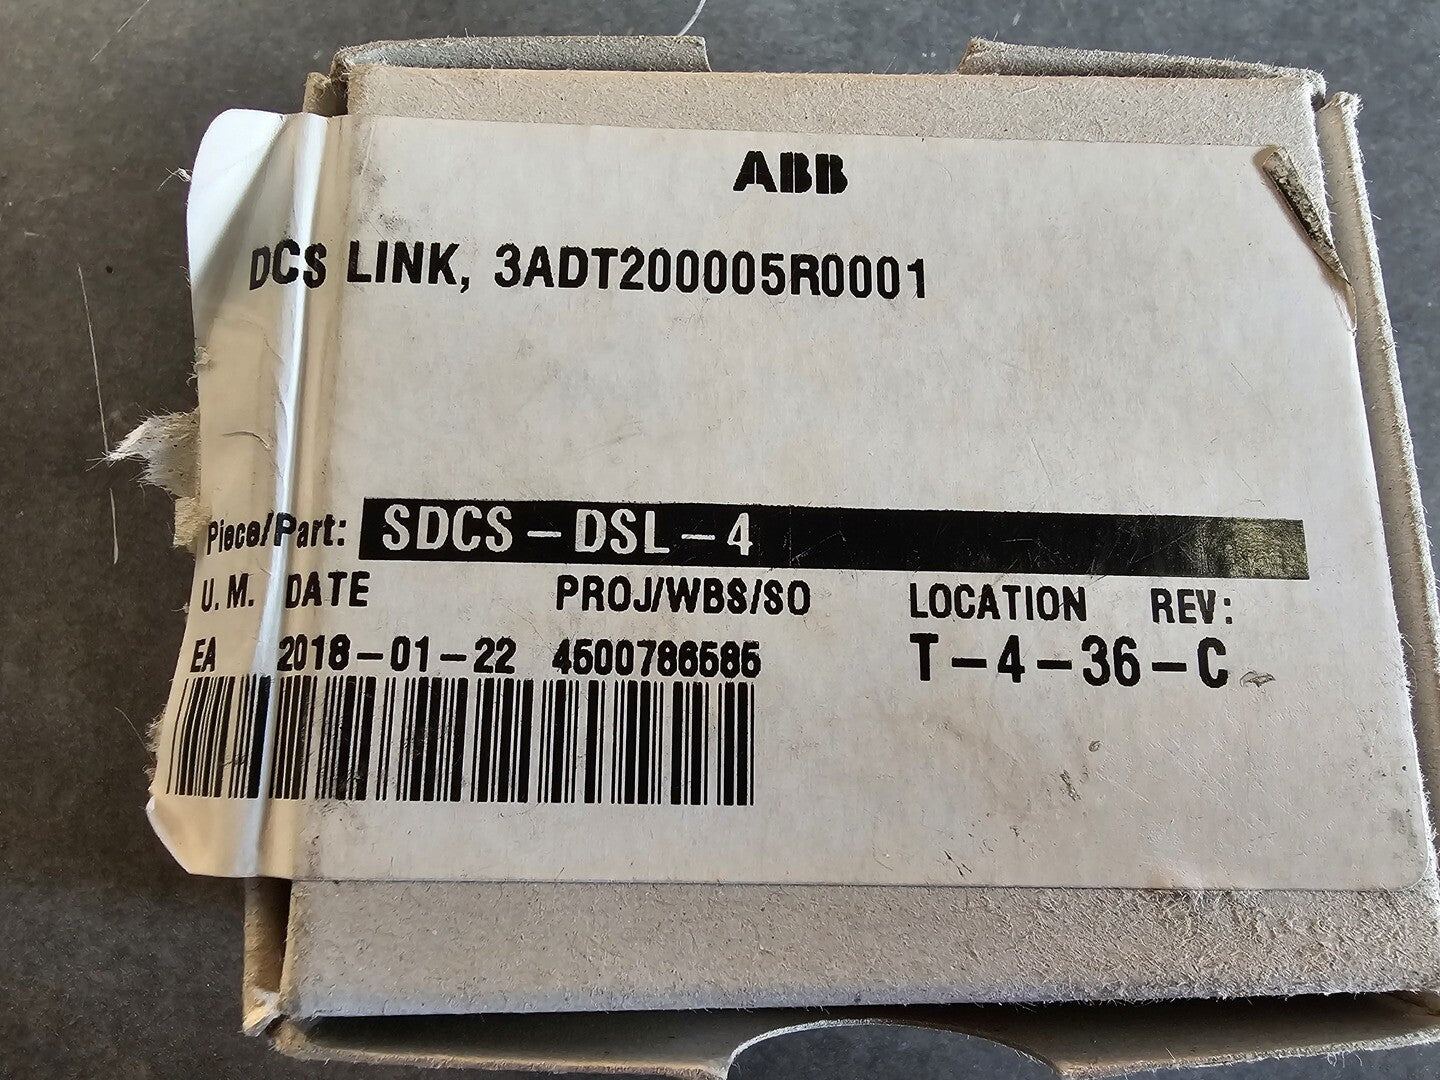 ABB
DCS LINK, 3ADT200005R0001
Piece/Part: SDCS-DSL-4
U.M. DATE PROJ/WBS/SO LOCATION REV:
EA 2018-01-22 4500786585 T-4-36-C